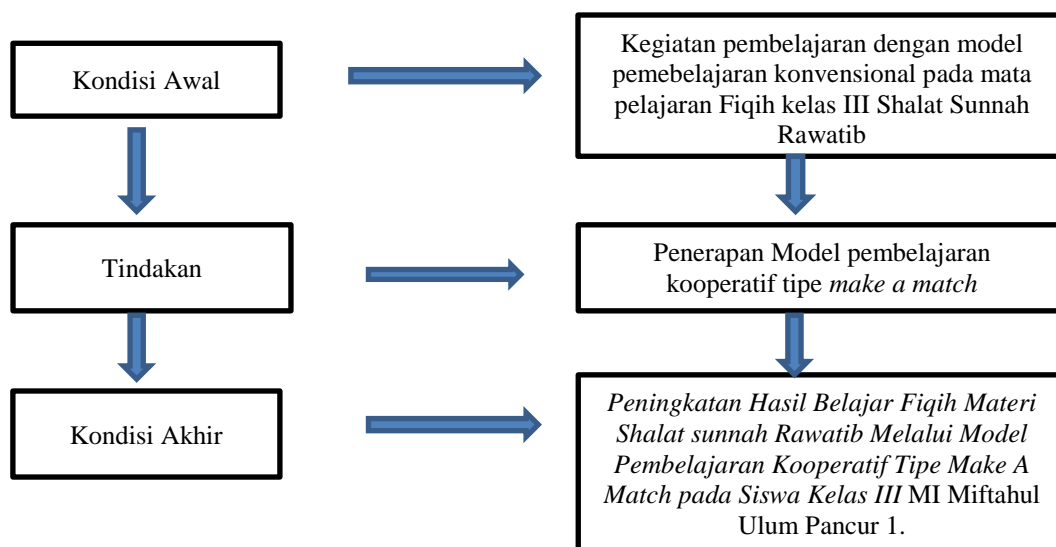 Kondisi Awal
Kegiatan pembelajaran dengan model
pemebelajaran konvensional pada mata
pelajaran Fiqih kelas III Shalat Sunnah
Rawatib
Tindakan
Penerapan Model pembelajaran
kooperatif tipe make a match
Kondisi Akhir
Peningkatan Hasil Belajar Fiqih Materi
Shalat sunnah Rawatib Melalui Model
Pembelajaran Kooperatif Tipe Make A
Match pada Siswa Kelas III MI Miftahul
Ulum Pancur 1.